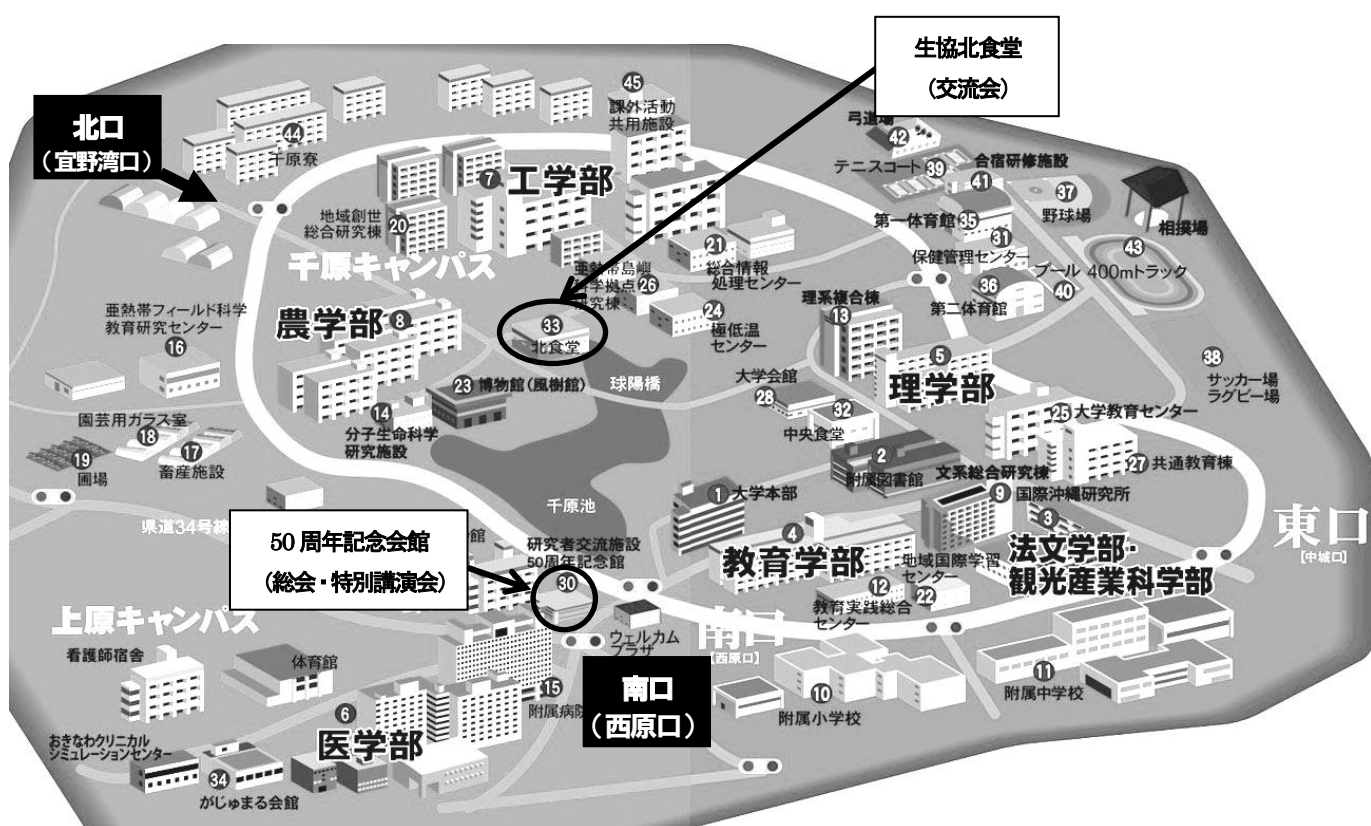 生協北食堂
(交流会)
北口
(宜野湾口)
45
課外活動
共用施設
44
千原寮
弓道場
42
テニスコート
39
合宿研修施設
41
37
野球場
相撲場
7
工学部
地域創世
総合研究棟
20
千原キャンパス
第一体育館
35
31
保健管理センター
43
400mトラック
プール
40
36
第二体育館
21
総合情報
処理センター
亜熱帯島嶼
科学拠点
研究棟
26
24
極低温
センター
理系複合棟
13
亜熱帯フィールド科学
教育研究センター
16
農学部
8
33
北食堂
5
理学部
38
サッカー場
ラグビー場
23
博物館(風樹館)
球陽橋
大学会館
28
32
中央食堂
14
分子生命科学
研究施設
25
大学教育センター
園芸用ガラス室
18
17
畜産施設
19
圃場
2
附属図書館
27
共通教育棟
文系総合研究棟
9
国際沖縄研究所
1
大学本部
3
千原池
県道34号線
東口
[中城口]
50周年記念会館
(総会・特別講演会)
館
研究者交流施設
50周年記念館
30
4
教育学部
法文学部・
観光産業科学部
地域国際学習
センター
22
12
教育実践総合
センター
上原キャンパス
ウェルカム
プラザ
南口
[西原口]
看護師宿舎
体育館
南口
(西原口)
15
附属病院
10
附属小学校
11
附属中学校
6
医学部
おきなわクリニカル
シミュレーションセンター
34
がじゅまる会館